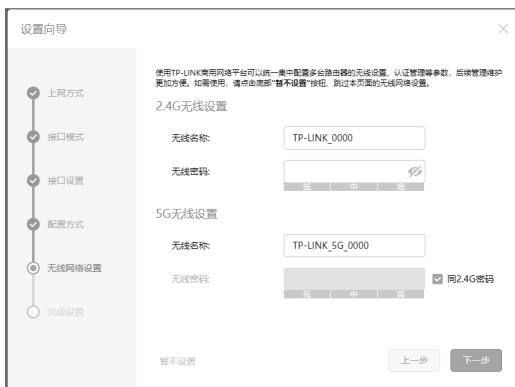 设置向导
上网方式
接口模式
接口设置
配置方式
无线网络设置
完成设置
使用TP-LINK商用网络平台可以统一集中配置多台路由器的无线设置、认证管理等参数，后续管理维护
更加方便。如需使用，请点击底部"暂不设置"按钮，跳过本页面的无线网络设置。
2.4G无线设置
无线名称:
TP-LINK_0000
无线密码:
低 中 高
5G无线设置
无线名称:
TP-LINK_5G_0000
无线密码:
同2.4G密码
低 中 高
暂不设置
上一步
下一步